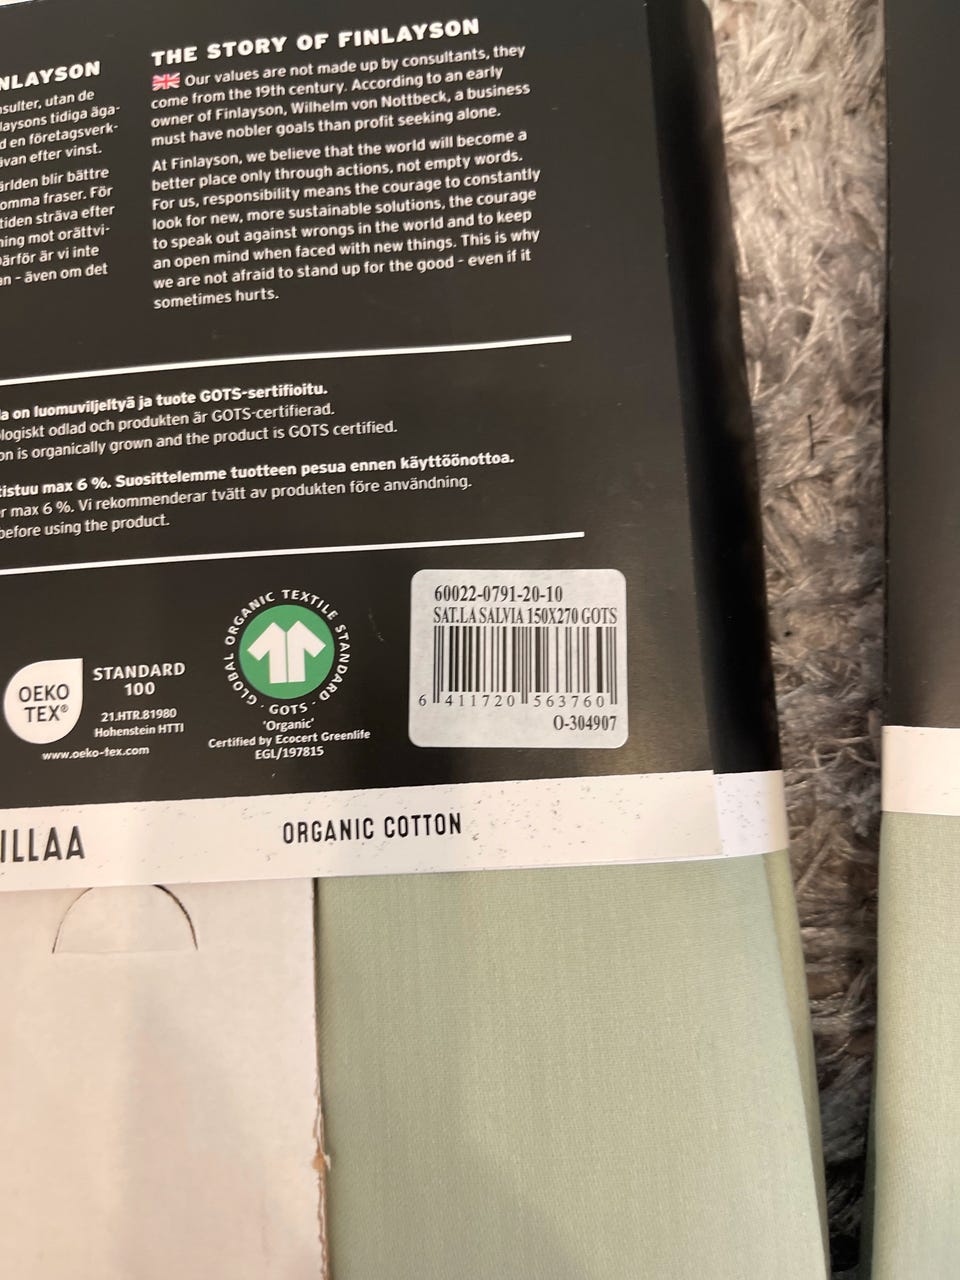 NLAYSON
nsulter, utan de
laysons tidiga äga-
d en företagsverk-
ävan efter vinst.
ärlden blir bättre
omma fraser. För
tiden sträva efter
ning mot orättvi-
Därför är vi inte
an - även om det
THE STORY OF FINLAYSON
Our values are not made up by consultants, they
come from the 19th century. According to an early
owner of Finlayson, Wilhelm von Nottbeck, a business
must have nobler goals than profit seeking alone.
At Finlayson, we believe that the world will become a
better place only through actions, not empty words.
For us, responsibility means the courage to constantly
look for new, more sustainable solutions, the courage
to speak out against wrongs in the world and to keep
an open mind when faced with new things. This is why
we are not afraid to stand up for the good - even if it
sometimes hurts.
la on luomuviljeltyä ja tuote GOTS-sertifioitu.
logiskt odlad och produkten är GOTS-certifierad.
on is organically grown and the product is GOTS certified.
tistuu max 6 %. Suosittelemme tuotteen pesua ennen käyttöönottoa.
r max 6 %. Vi rekommenderar tvätt av produkten före användning.
before using the product.
OEKO
TEX®
STANDARD
100
21.HTR.81980
Hohenstein HTTI
www.oeko-tex.com
GLOBAL ORGANIC TEXTILE STANDARD
· GOTS ·
'Organic'
Certified by Ecocert Greenlife
EGL/197815
60022-0791-20-10
SAT.LA SALVIA 150X270 GOTS
6 411720 563760
O-304907
ILLAA
ORGANIC COTTON